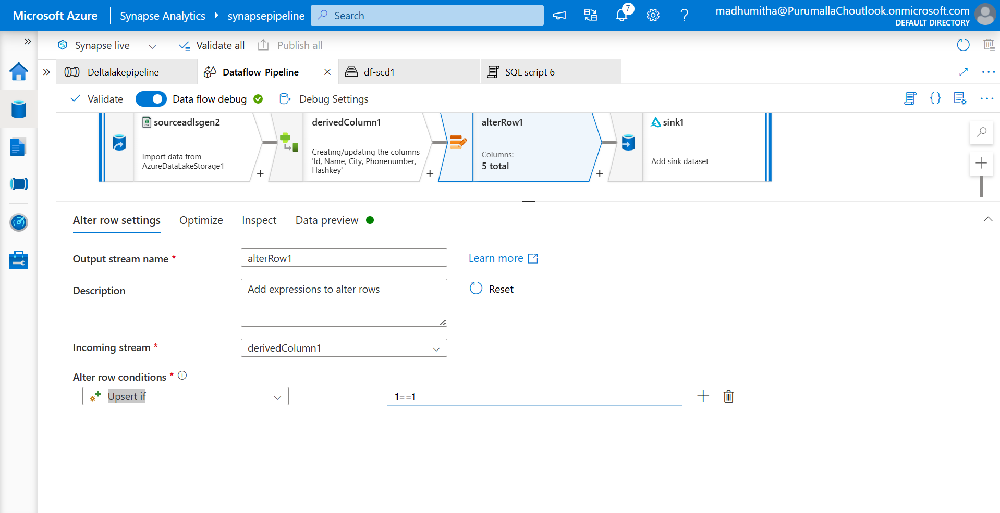 Microsoft Azure
Synapse Analytics
synapsepipeline
Search
7
madhumitha@PurumallaChoutlook.onmicrosoft.com
DEFAULT DIRECTORY
Synapse live
Validate all
Publish all
Deltalakepipeline
Dataflow_Pipeline
df-scd1
SQL script 6
Validate
Data flow debug
Debug Settings
sourceadlsgen2
Import data from
AzureDataLakeStorage1
+
derivedColumn1
Creating/updating the columns
'Id, Name, City, Phonenumber,
Hashkey'
+
alterRow1
Columns:
5 total
+
sink1
Add sink dataset
Alter row settings
Optimize
Inspect
Data preview
Output stream name *
alterRow1
Learn more
Description
Add expressions to alter rows
Reset
Incoming stream *
derivedColumn1
Alter row conditions *
Upsert if
1==1